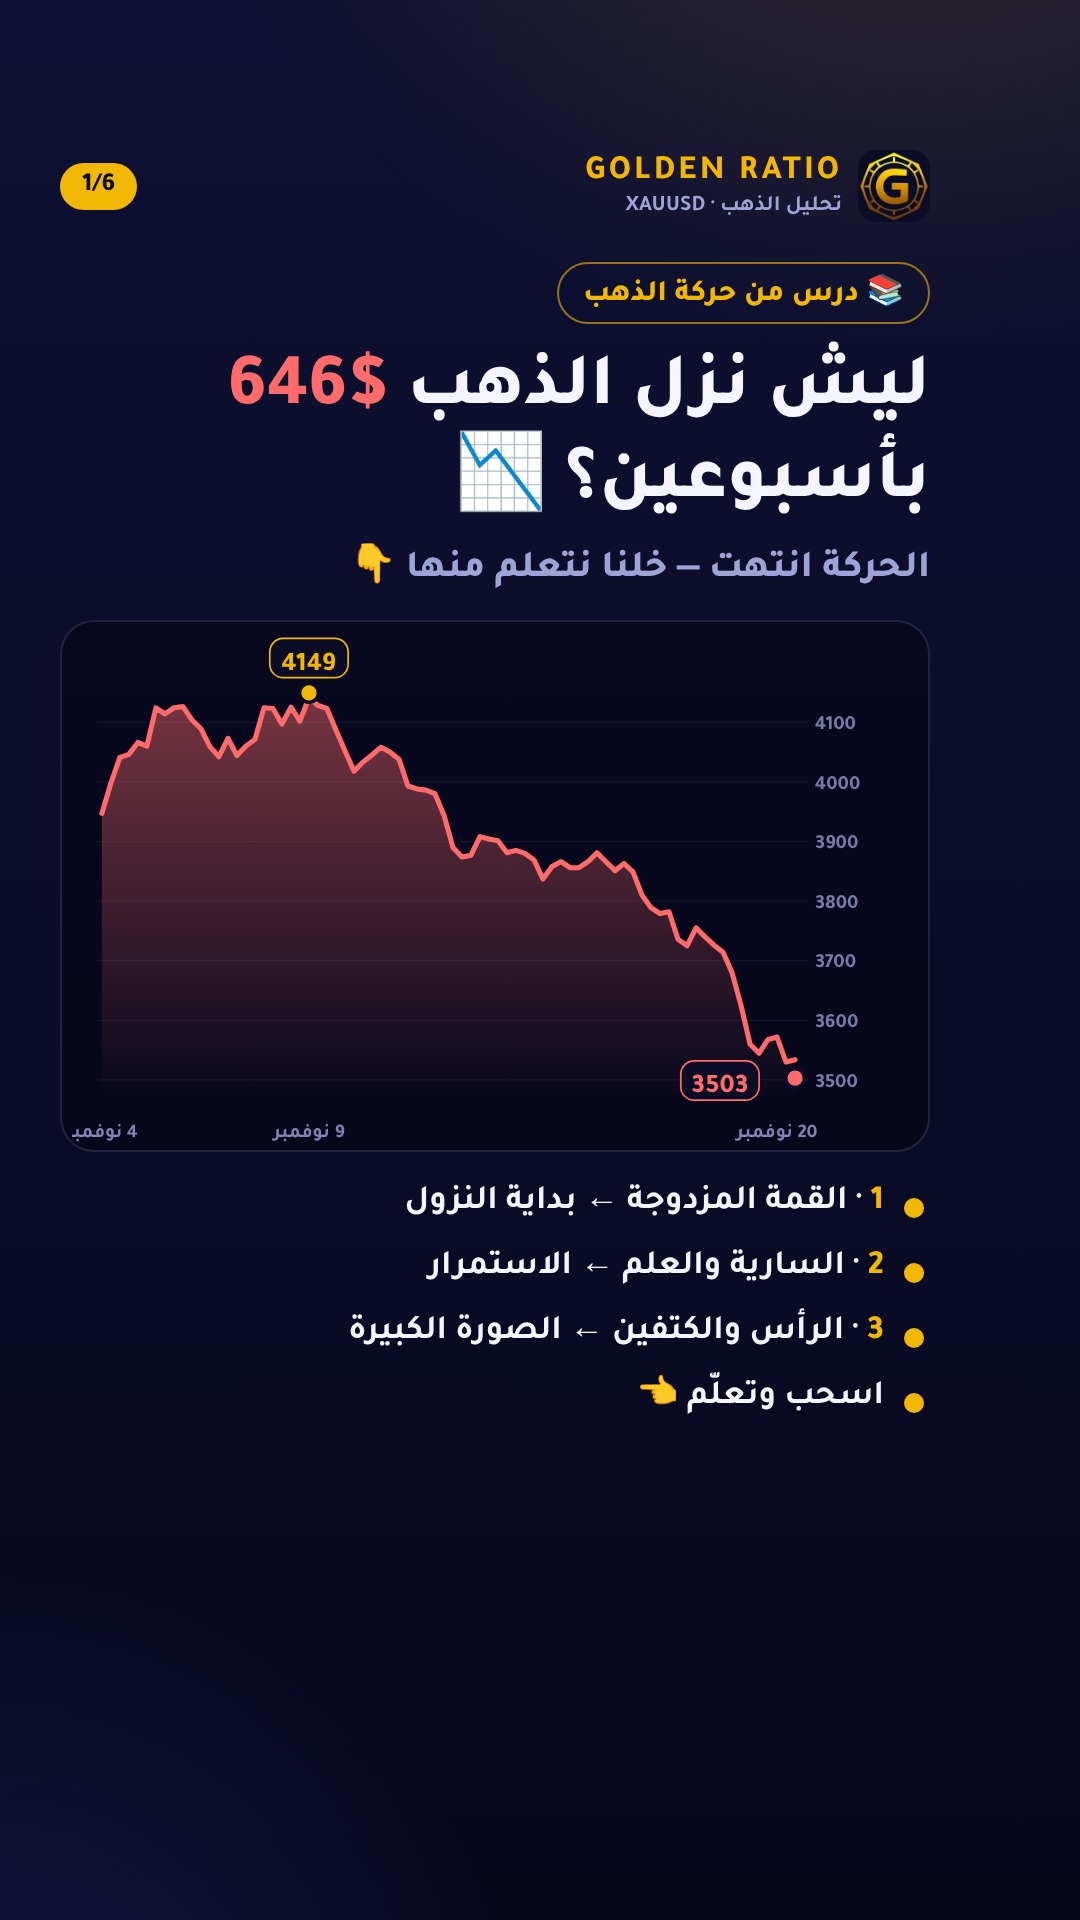 GOLDEN RATIO
تحليل الذهب · XAUUSD
1/6
📚 درس من حركة الذهب
ليش نزل الذهب 646$
بأسبوعين؟ 📉
الحركة انتهت – خلنا نتعلم منها 👇
4149
4100
4000
3900
3800
3700
3600
3500
3503
4 نوفمبر
9 نوفمبر
20 نوفمبر
1 · القمة المزدوجة ← بداية النزول
2 · السارية والعلم ← الاستمرار
3 · الرأس والكتفين ← الصورة الكبيرة
اسحب وتعلّم 👈